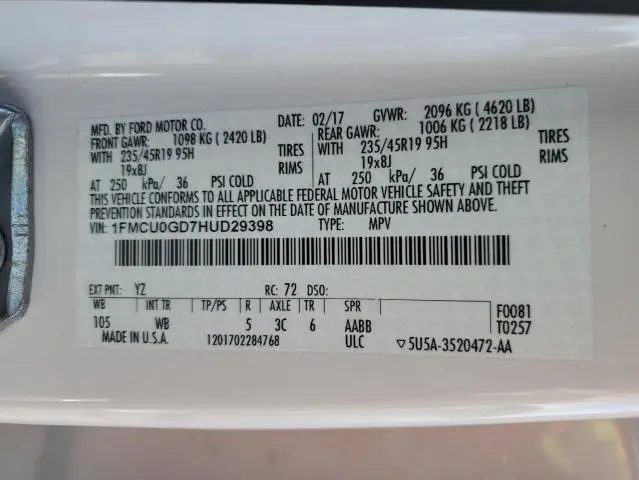 MFD. BY FORD MOTOR CO. DATE: 02/17 GVWR: 2096 KG ( 4620 LB)
FRONT GAWR: 1098 KG ( 2420 LB) REAR GAWR: 1006 KG ( 2218 LB)
WITH 235/45R19 95H TIRES WITH 235/45R19 95H TIRES
19x8J RIMS 19x8J RIMS
AT 250 kPa/ 36 PSI COLD AT 250 kPa/ 36 PSI COLD
THIS VEHICLE CONFORMS TO ALL APPLICABLE FEDERAL MOTOR VEHICLE SAFETY AND THEFT
PREVENTION STANDARDS IN EFFECT ON THE DATE OF MANUFACTURE SHOWN ABOVE.
VIN: 1FMCU0GD7HUD29398 TYPE: MPV
EXT PNT: YZ RC: 72 DSO:
WB INT TR TP/PS R AXLE TR SPR F0081
105 WB 5 3C 6 AABB T0257
MADE IN U.S.A. 1201702284768 ULC ▽5U5A-3520472-AA